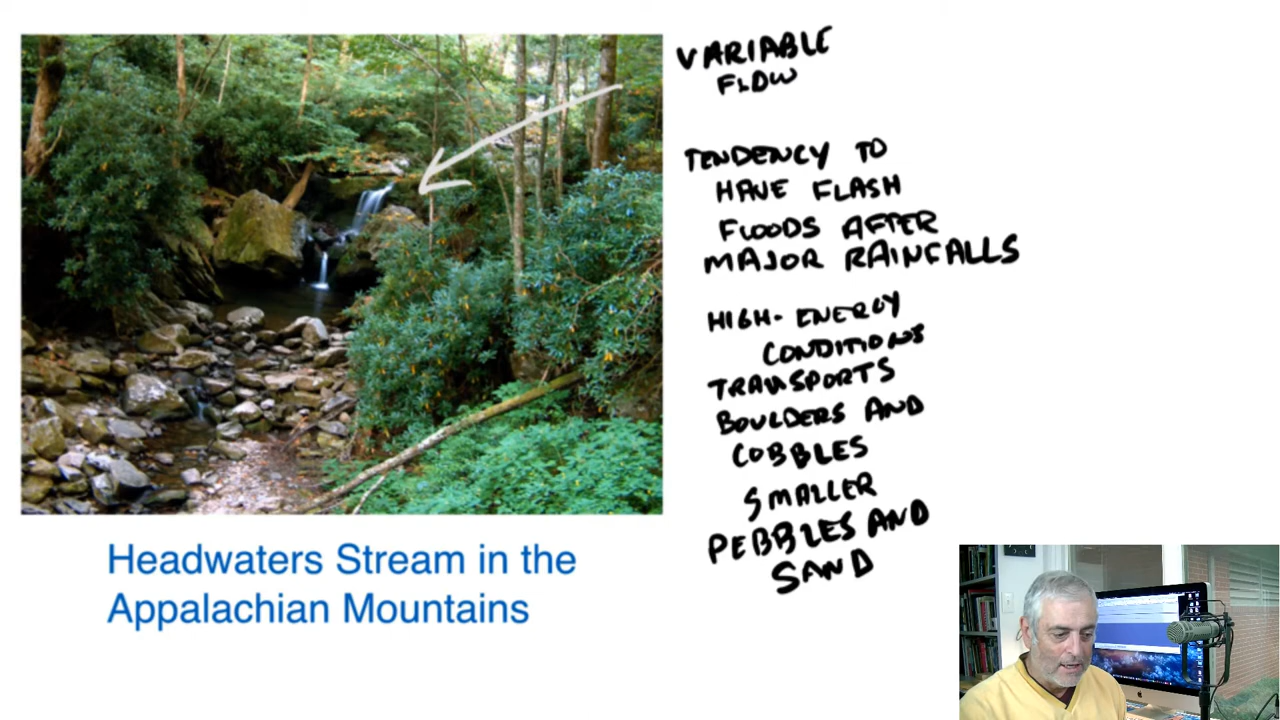 VARIABLE
FLOW
TENDENCY TO
HAVE FLASH
FLOODS AFTER
MAJOR RAINFALLS
HIGH-ENERGY
CONDITIONS
TRANSPORTS
BOULDERS AND
COBBLES
SMALLER
PEBBLES AND
SAND
Headwaters Stream in the
Appalachian Mountains